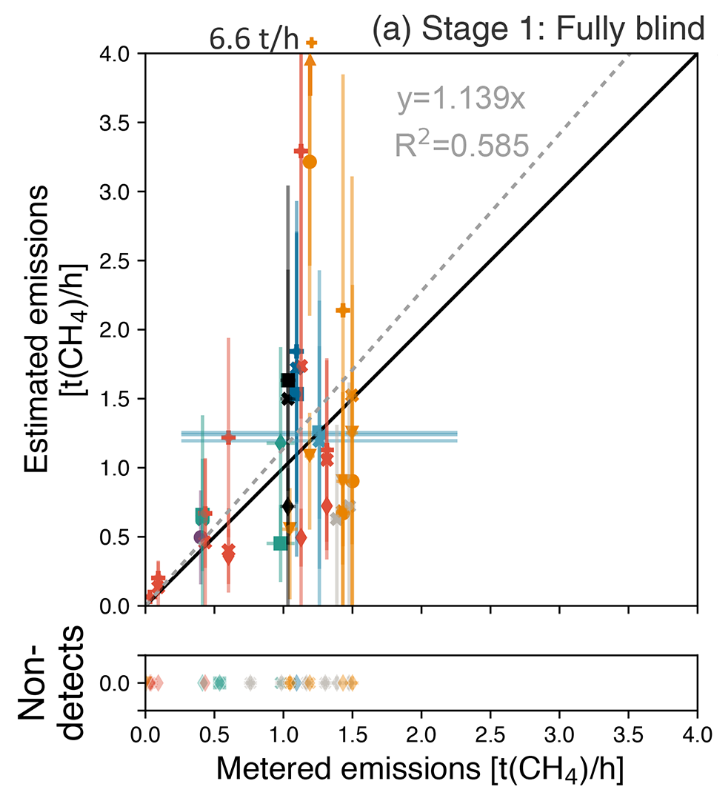 (a) Stage 1: Fully blind
6.6 t/h
y=1.139x
R²=0.585
4.0
3.5
3.0
2.5
2.0
1.5
1.0
0.5
0.0
Estimated emissions
[t(CH₄)/h]
Non-
detects
0.0
0.0 0.5 1.0 1.5 2.0 2.5 3.0 3.5 4.0
Metered emissions [t(CH₄)/h]